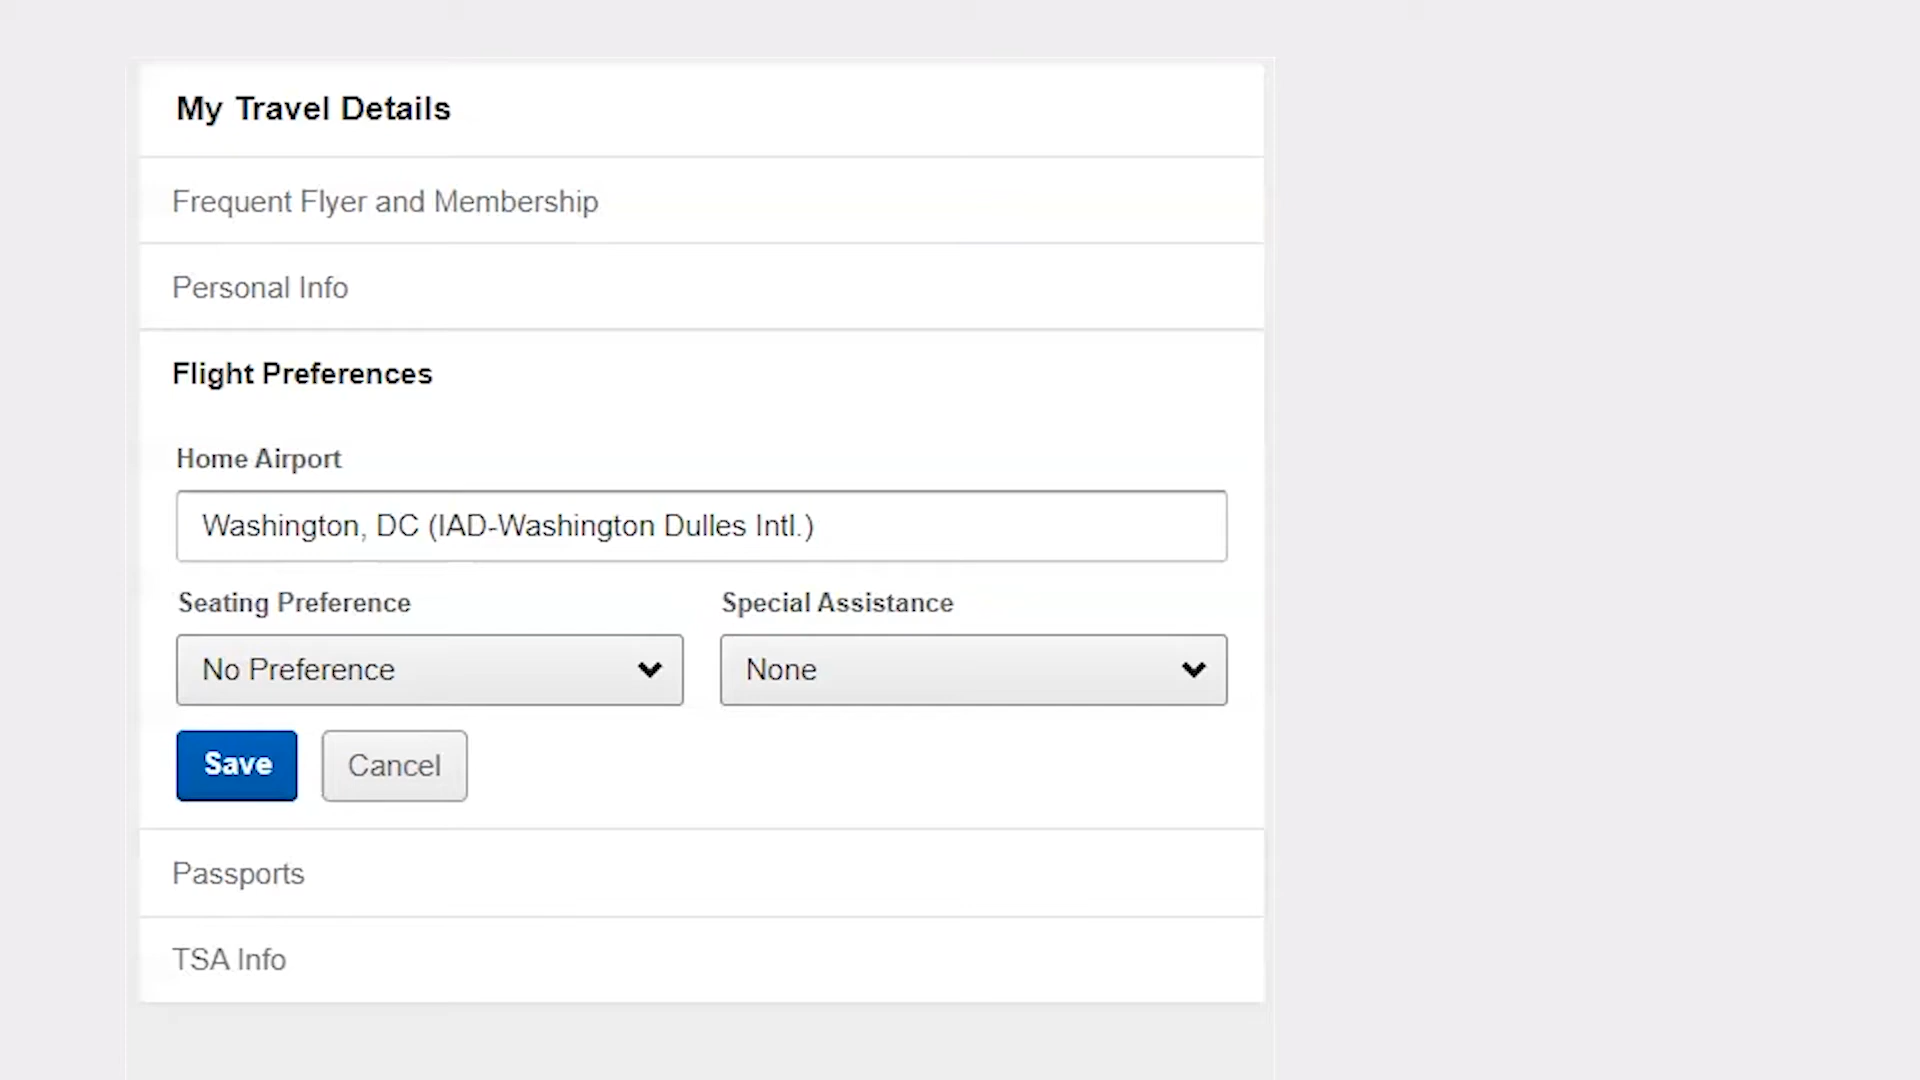 My Travel Details
Frequent Flyer and Membership
Personal Info
Flight Preferences
Home Airport
Washington, DC (IAD-Washington Dulles Intl.)
Seating Preference Special Assistance
No Preference None
Save Cancel
Passports
TSA Info